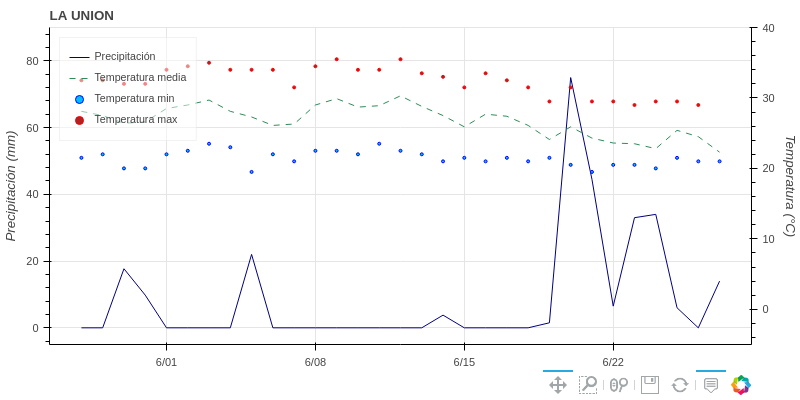 LA UNION
Precipitación
Temperatura media
Temperatura min
Temperatura max
Precipitación (mm)
80
60
40
20
0
Temperatura (°C)
40
30
20
10
0
6/01
6/08
6/15
6/22